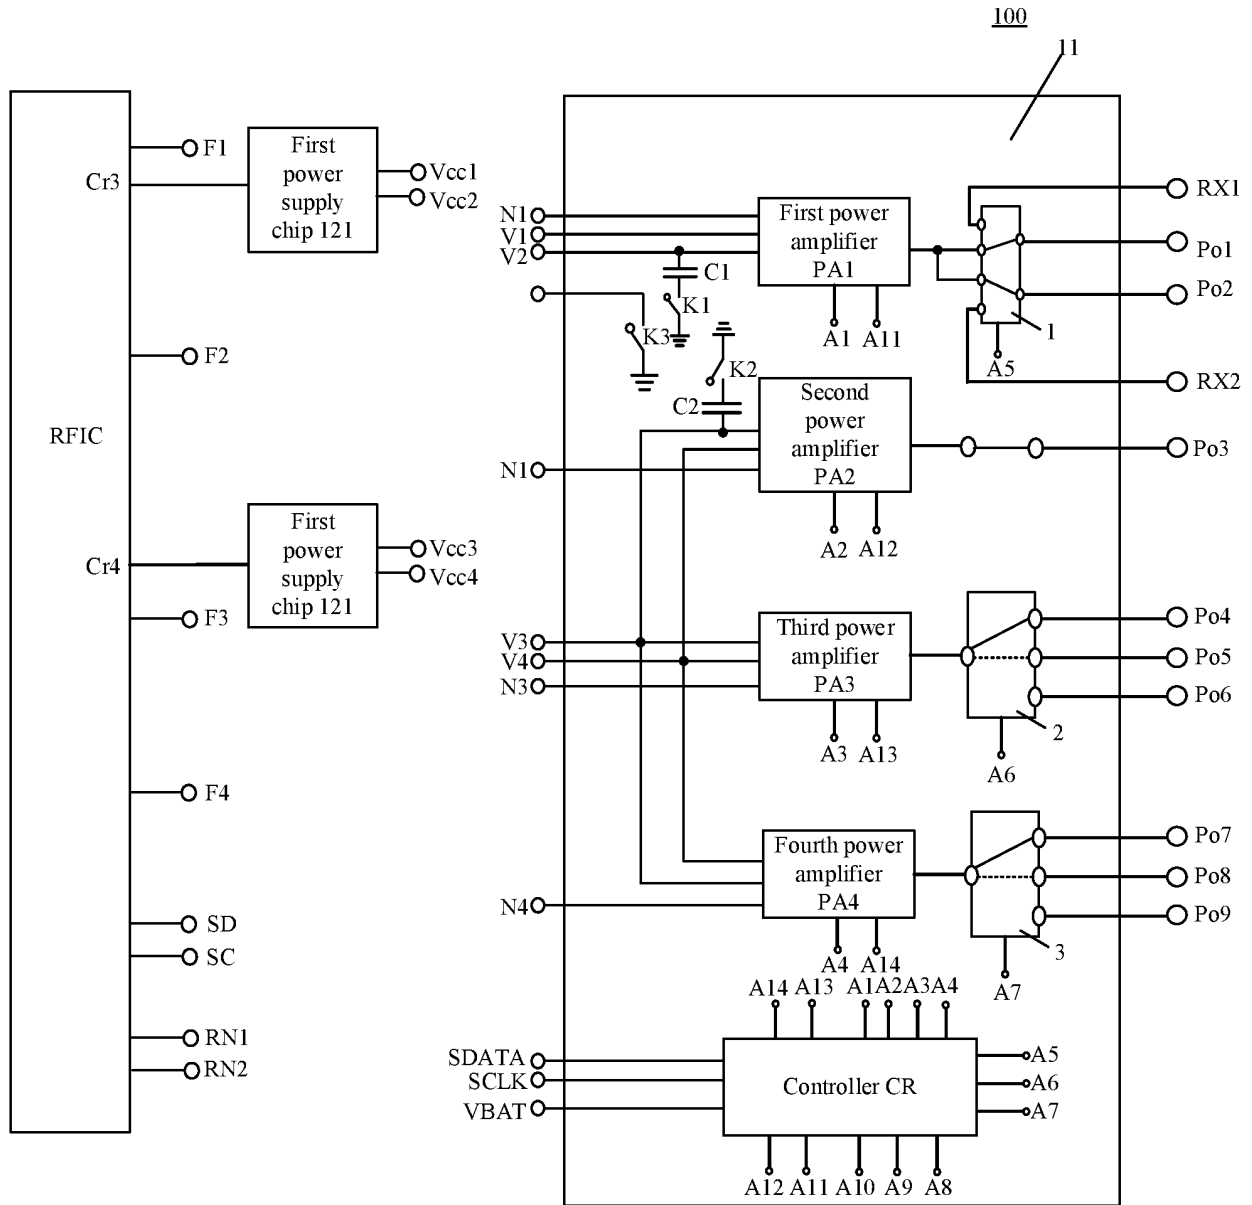 100
11
RFIC
F1
Cr3
First
power
supply
chip 121
Vcc1
Vcc2
F2
Cr4
First
power
supply
chip 121
Vcc3
Vcc4
F3
F4
SD
SC
RN1
RN2
N1
V1
V2
C1
K1
K3
K2
C2
First power
amplifier
PA1
A1 A11
1
A5
RX1
Po1
Po2
RX2
N1
Second
power
amplifier
PA2
A2 A12
Po3
V3
V4
N3
Third power
amplifier
PA3
A3 A13
2
A6
Po4
Po5
Po6
N4
Fourth power
amplifier
PA4
A4 A14
3
A7
Po7
Po8
Po9
A14 A13 A1 A2 A3 A4
SDATA
SCLK
VBAT
Controller CR
A5
A6
A7
A12 A11 A10 A9 A8